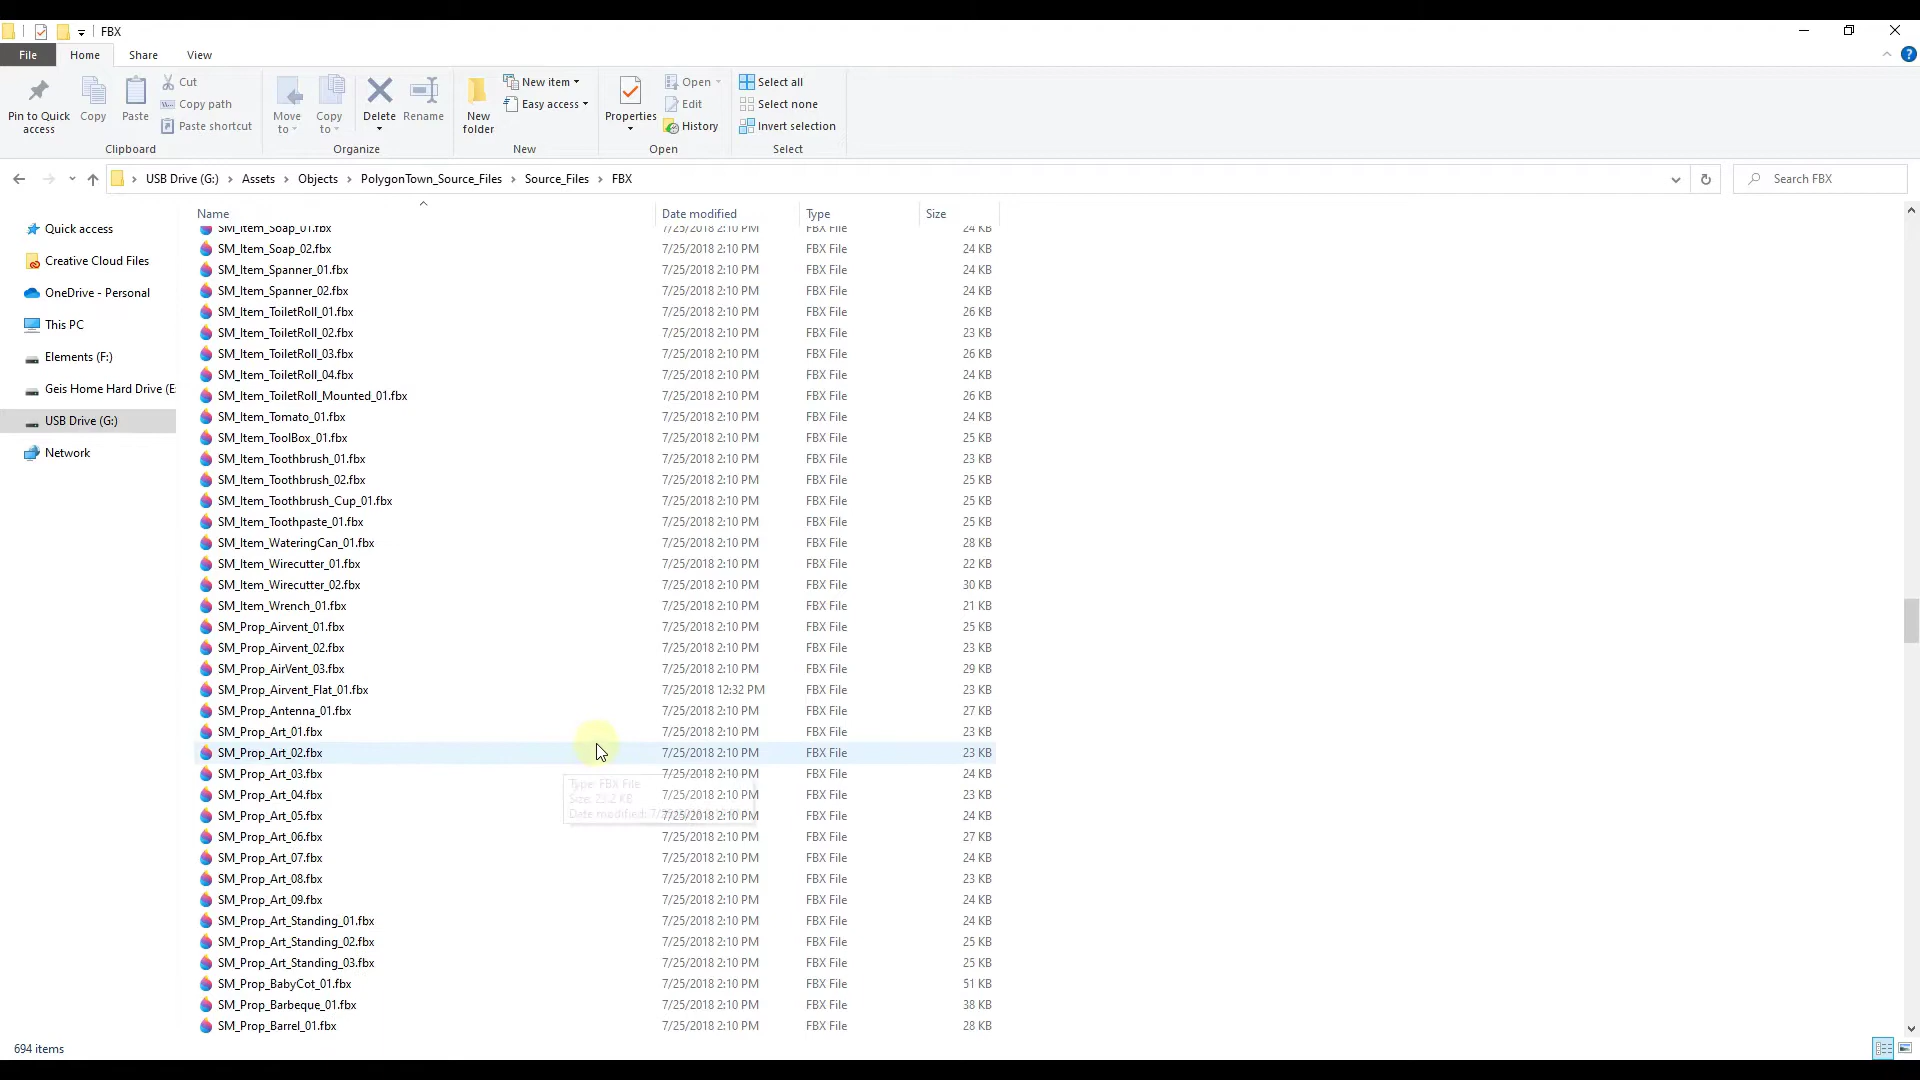 FBX
File Home Share View
Pin to Quick access
Copy
Paste
Cut
Copy path
Paste shortcut
Clipboard
Move to
Copy to
Delete
Rename
Organize
New folder
New item
Easy access
New
Properties
Open
Edit
History
Open
Select all
Select none
Invert selection
Select
USB Drive (G:) > Assets > Objects > PolygonTown_Source_Files > Source_Files > FBX
Search FBX
Quick access
Creative Cloud Files
OneDrive - Personal
This PC
Elements (F:)
Geis Home Hard Drive (E
USB Drive (G:)
Network
Name Date modified Type Size
SM_Item_Soap_01.fbx 7/25/2018 2:10 PM FBX File 24 KB
SM_Item_Soap_02.fbx 7/25/2018 2:10 PM FBX File 24 KB
SM_Item_Spanner_01.fbx 7/25/2018 2:10 PM FBX File 24 KB
SM_Item_Spanner_02.fbx 7/25/2018 2:10 PM FBX File 24 KB
SM_Item_ToiletRoll_01.fbx 7/25/2018 2:10 PM FBX File 26 KB
SM_Item_ToiletRoll_02.fbx 7/25/2018 2:10 PM FBX File 23 KB
SM_Item_ToiletRoll_03.fbx 7/25/2018 2:10 PM FBX File 26 KB
SM_Item_ToiletRoll_04.fbx 7/25/2018 2:10 PM FBX File 24 KB
SM_Item_ToiletRoll_Mounted_01.fbx 7/25/2018 2:10 PM FBX File 26 KB
SM_Item_Tomato_01.fbx 7/25/2018 2:10 PM FBX File 24 KB
SM_Item_ToolBox_01.fbx 7/25/2018 2:10 PM FBX File 25 KB
SM_Item_Toothbrush_01.fbx 7/25/2018 2:10 PM FBX File 23 KB
SM_Item_Toothbrush_02.fbx 7/25/2018 2:10 PM FBX File 25 KB
SM_Item_Toothbrush_Cup_01.fbx 7/25/2018 2:10 PM FBX File 25 KB
SM_Item_Toothpaste_01.fbx 7/25/2018 2:10 PM FBX File 25 KB
SM_Item_WateringCan_01.fbx 7/25/2018 2:10 PM FBX File 28 KB
SM_Item_Wirecutter_01.fbx 7/25/2018 2:10 PM FBX File 22 KB
SM_Item_Wirecutter_02.fbx 7/25/2018 2:10 PM FBX File 30 KB
SM_Item_Wrench_01.fbx 7/25/2018 2:10 PM FBX File 21 KB
SM_Prop_Airvent_01.fbx 7/25/2018 2:10 PM FBX File 25 KB
SM_Prop_Airvent_02.fbx 7/25/2018 2:10 PM FBX File 23 KB
SM_Prop_AirVent_03.fbx 7/25/2018 2:10 PM FBX File 29 KB
SM_Prop_Airvent_Flat_01.fbx 7/25/2018 12:32 PM FBX File 23 KB
SM_Prop_Antenna_01.fbx 7/25/2018 2:10 PM FBX File 27 KB
SM_Prop_Art_01.fbx 7/25/2018 2:10 PM FBX File 23 KB
SM_Prop_Art_02.fbx 7/25/2018 2:10 PM FBX File 23 KB
SM_Prop_Art_03.fbx 7/25/2018 2:10 PM FBX File 24 KB
SM_Prop_Art_04.fbx 7/25/2018 2:10 PM FBX File 23 KB
SM_Prop_Art_05.fbx 7/25/2018 2:10 PM FBX File 24 KB
SM_Prop_Art_06.fbx 7/25/2018 2:10 PM FBX File 27 KB
SM_Prop_Art_07.fbx 7/25/2018 2:10 PM FBX File 24 KB
SM_Prop_Art_08.fbx 7/25/2018 2:10 PM FBX File 23 KB
SM_Prop_Art_09.fbx 7/25/2018 2:10 PM FBX File 24 KB
SM_Prop_Art_Standing_01.fbx 7/25/2018 2:10 PM FBX File 24 KB
SM_Prop_Art_Standing_02.fbx 7/25/2018 2:10 PM FBX File 25 KB
SM_Prop_Art_Standing_03.fbx 7/25/2018 2:10 PM FBX File 25 KB
SM_Prop_BabyCot_01.fbx 7/25/2018 2:10 PM FBX File 51 KB
SM_Prop_Barbeque_01.fbx 7/25/2018 2:10 PM FBX File 38 KB
SM_Prop_Barrel_01.fbx 7/25/2018 2:10 PM FBX File 28 KB
Type: FBX File
Date modified:
694 items